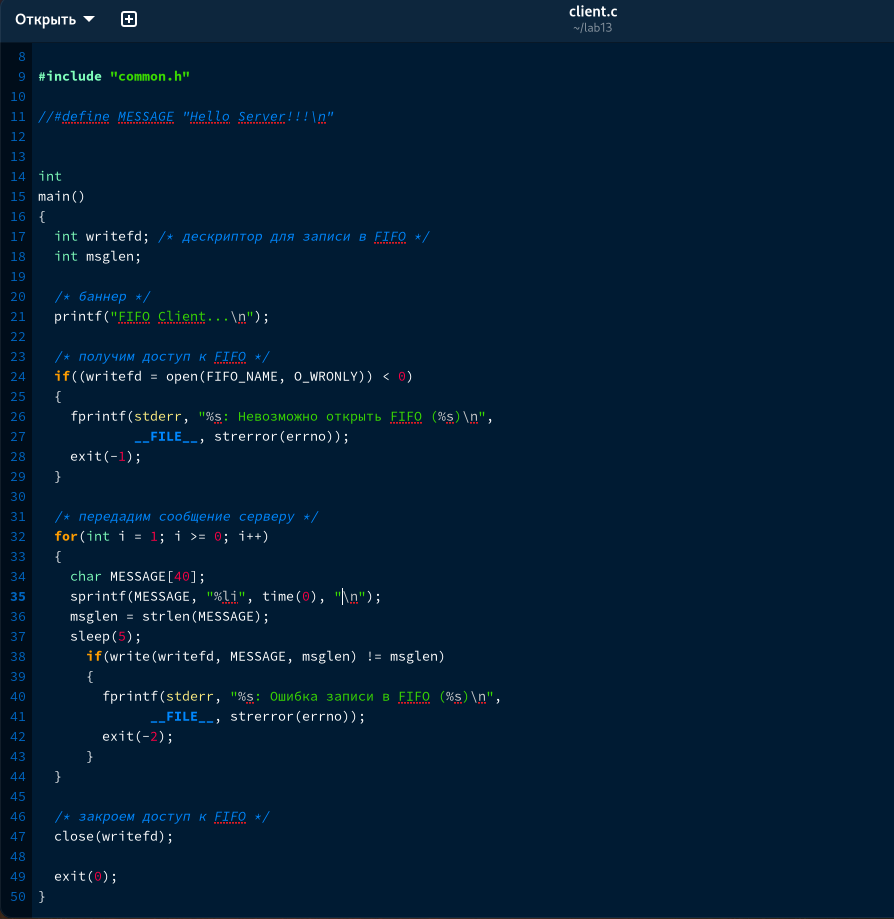 Открыть
client.c
~/lab13
8
9 #include "common.h"
10
11 //#define MESSAGE "Hello Server!!!\n"
12
13
14 int
15 main()
16 {
17   int writefd; /* дескриптор для записи в FIFO */
18   int msglen;
19
20   /* баннер */
21   printf("FIFO Client...\n");
22
23   /* получим доступ к FIFO */
24   if((writefd = open(FIFO_NAME, O_WRONLY)) < 0)
25   {
26     fprintf(stderr, "%s: Невозможно открыть FIFO (%s)\n",
27             __FILE__, strerror(errno));
28     exit(-1);
29   }
30
31   /* передадим сообщение серверу */
32   for(int i = 1; i >= 0; i++)
33   {
34     char MESSAGE[40];
35     sprintf(MESSAGE, "%li", time(0), "\n");
36     msglen = strlen(MESSAGE);
37     sleep(5);
38       if(write(writefd, MESSAGE, msglen) != msglen)
39       {
40         fprintf(stderr, "%s: Ошибка записи в FIFO (%s)\n",
41               __FILE__, strerror(errno));
42         exit(-2);
43       }
44   }
45
46   /* закроем доступ к FIFO */
47   close(writefd);
48
49   exit(0);
50 }